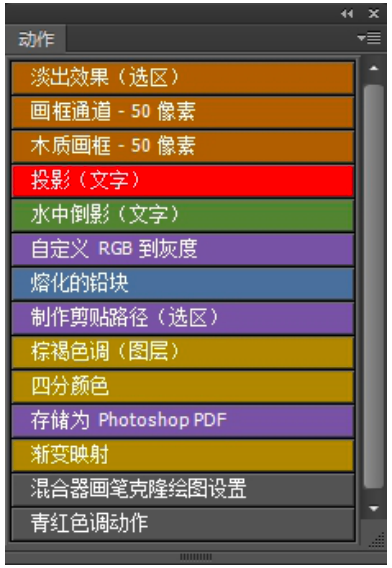 动作
淡出效果（选区）
画框通道 - 50 像素
木质画框 - 50 像素
投影（文字）
水中倒影（文字）
自定义 RGB 到灰度
熔化的铅块
制作剪贴路径（选区）
棕褐色调（图层）
四分颜色
存储为 Photoshop PDF
渐变映射
混合器画笔克隆绘图设置
青红色调动作